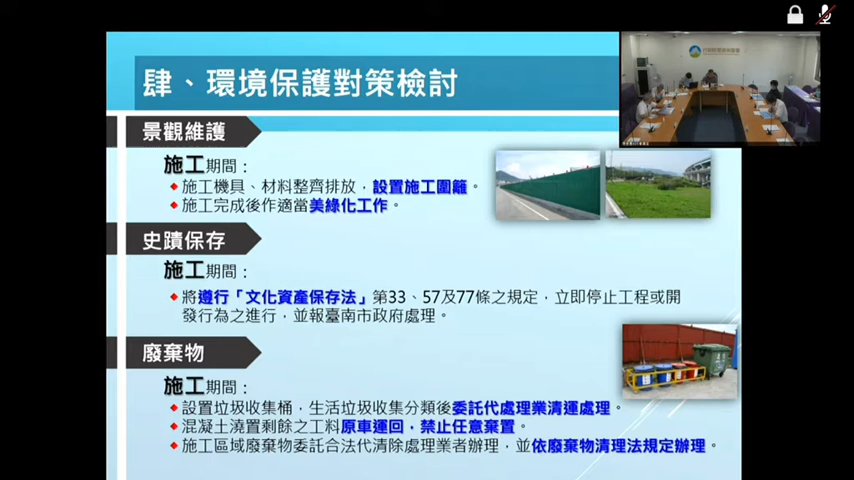 肆、環境保護對策檢討
景觀維護
施工期間：
◆施工機具、材料整齊排放，設置施工圍籬。
◆施工完成後作適當美綠化工作。
史蹟保存
施工期間：
◆將遵行「文化資產保存法」第33、57及77條之規定，立即停止工程或開
發行為之進行，並報臺南市政府處理。
廢棄物
施工期間：
◆設置垃圾收集桶，生活垃圾收集分類後委託代處理業清運處理。
◆混凝土澆置剩餘之工料原車運回，禁止任意棄置。
◆施工區域廢棄物委託合法代清除處理業者辦理，並依廢棄物清理法規定辦理。